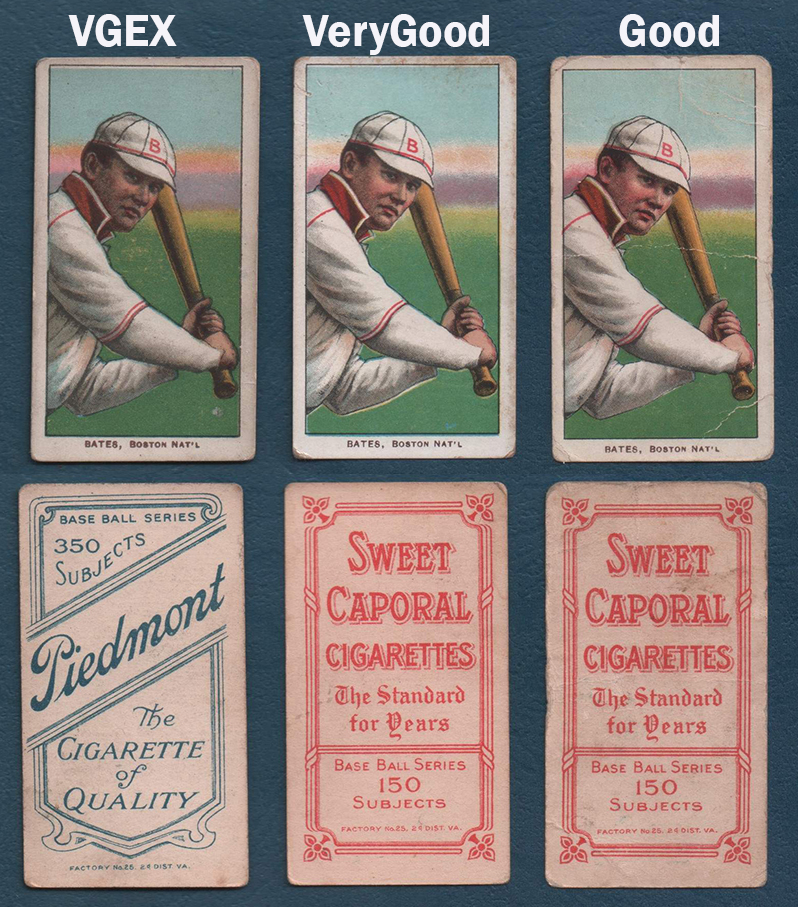 VGEX
VeryGood
Good
B
B
B
BATES, BOSTON NAT'L
BATES, BOSTON NAT'L
BATES, BOSTON NAT'L
BASE BALL SERIES
350
SUBJECTS
Piedmont
The
CIGARETTE
of
QUALITY
FACTORY No. 25, 2d DIST. VA.
SWEET
CAPORAL
CIGARETTES
The Standard
for Years
BASE BALL SERIES
150
SUBJECTS
FACTORY No. 25, 2d DIST. VA.
SWEET
CAPORAL
CIGARETTES
The Standard
for Years
BASE BALL SERIES
150
SUBJECTS
FACTORY No. 25, 2d DIST. VA.